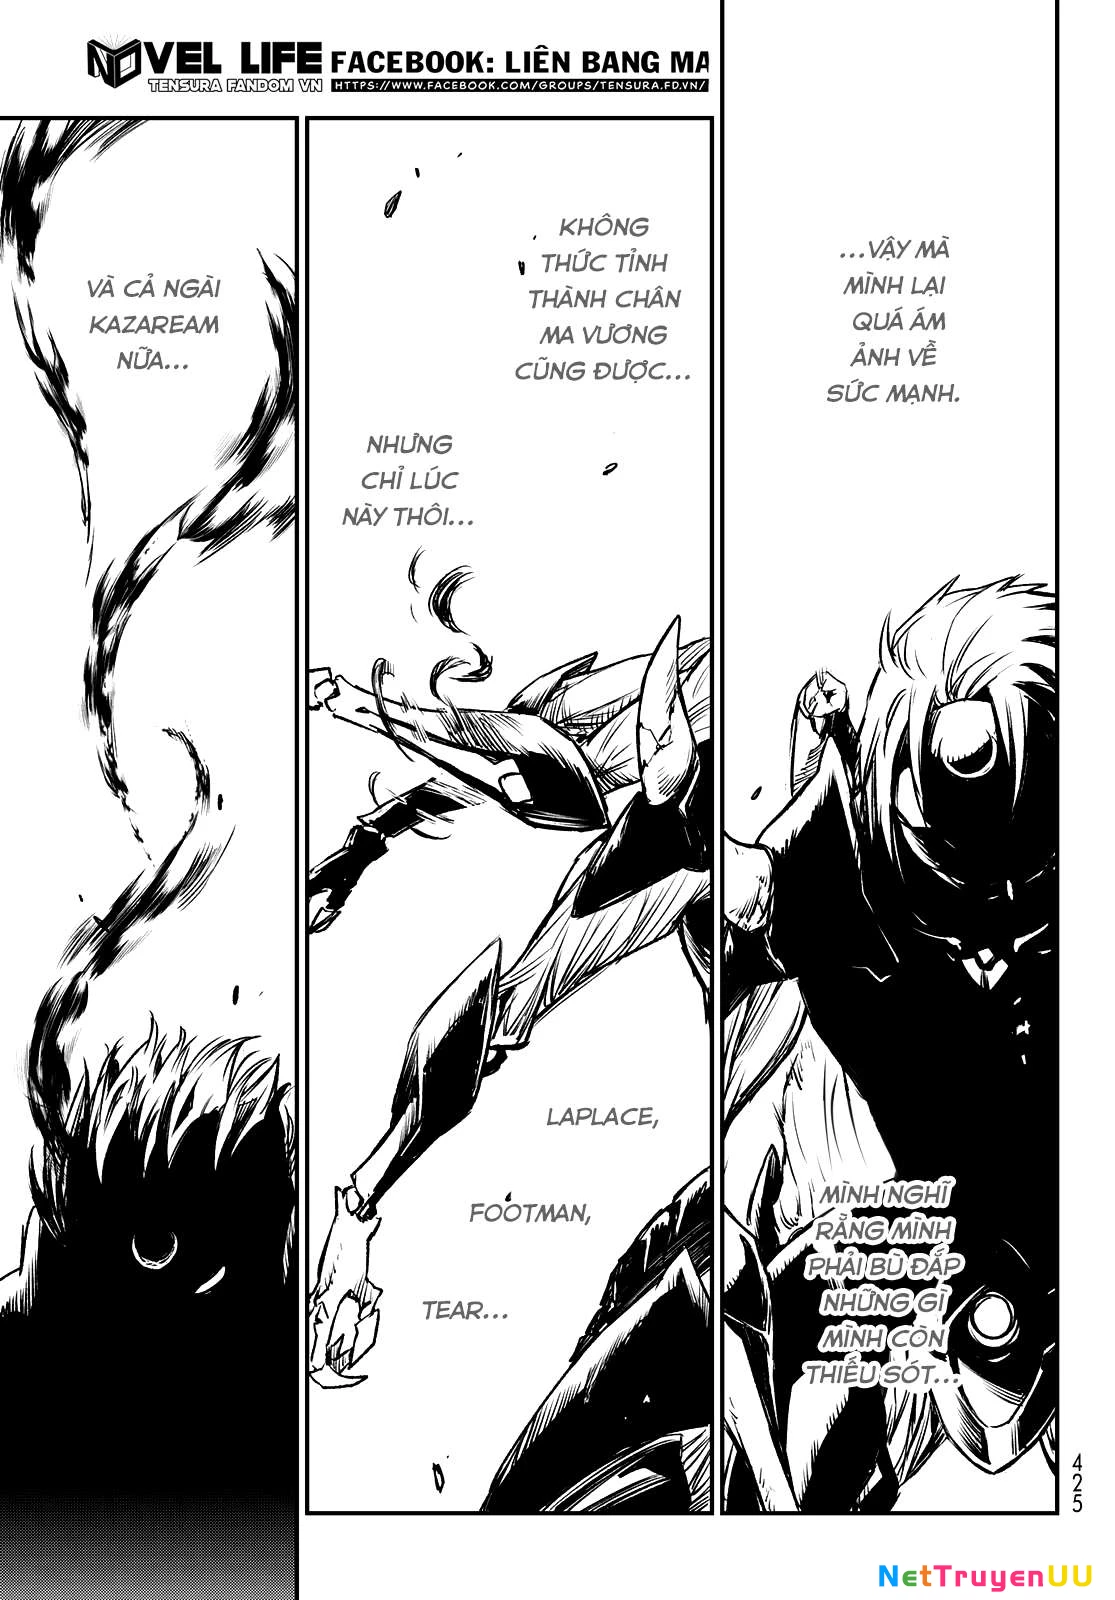 NOVEL LIFE
TENSURA FANDOM VN
FACEBOOK: LIÊN BANG MA
HTTPS://WWW.FACEBOOK.COM/GROUPS/TENSURA.FD.VN/
...VẬY MÀ
MÌNH LẠI
QUÁ ÁM
ẢNH VỀ
SỨC MẠNH.
MÌNH NGHĨ
RẰNG MÌNH
PHẢI BÙ ĐẮP
NHỮNG GÌ
MÌNH CÒN
THIẾU SÓT...
KHÔNG
THỨC TỈNH
THÀNH CHÂN
MA VƯƠNG
CŨNG ĐƯỢC...
NHƯNG
CHỈ LÚC
NÀY THÔI...
LAPLACE,
FOOTMAN,
TEAR...
VÀ CẢ NGÀI
KAZAREAM
NỮA...
425
NetTruyenUU